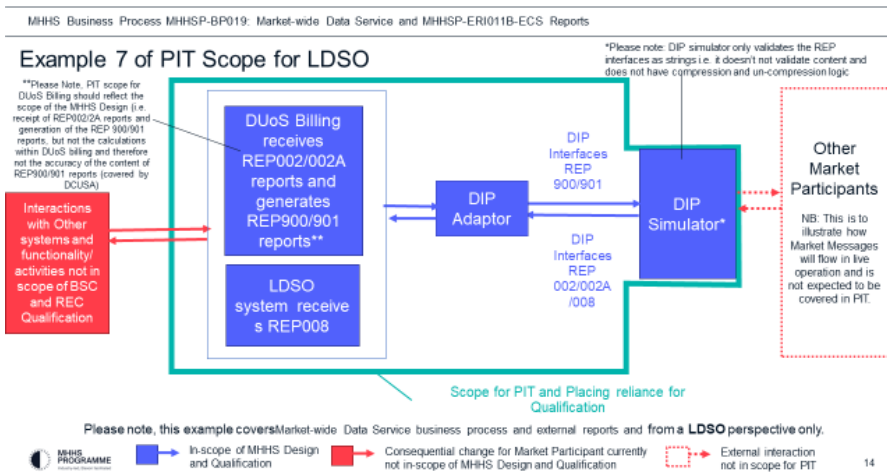 MHHS Business Process MHHSP-BP019: Market-wide Data Service and MHHSP-ERI011B-ECS Reports
Example 7 of PIT Scope for LDSO
*Please note: DIP simulator only validates the REP
interfaces as strings i.e. it doesn't not validate content and
does not have compression and un-compression logic
**Please Note, PIT scope for
DUoS Billing should reflect the
scope of the MHHS Design (i.e.
receipt of REP002/2A reports and
generation of the REP 900/901
reports, but not the calculations
within DUoS billing and therefore
not the accuracy of the content of
REP900/901 reports (covered by
DCUSA)
Interactions with Other
systems and
functionality/
activities not in
scope of BSC
and REC
Qualification
DUoS Billing
receives
REP002/002A
reports and
generates
REP900/901
reports**
LDSO
system receive
s REP008
DIP
Adaptor
DIP
Interfaces
REP
900/901
DIP
Interfaces
REP
002/002A
/008
DIP
Simulator*
Other
Market
Participants
NB: This is to
illustrate how
Market Messages
will flow in live
operation and is
not expected to be
covered in PIT.
Scope for PIT and Placing reliance for
Qualification
Please note, this example coversMarket-wide Data Service business process and external reports and from a LDSO perspective only.
MHHS
PROGRAMME
In-scope of MHHS Design
and Qualification
Consequential change for Market Participant currently
not in-scope of MHHS Design and Qualification
External interaction
not in scope for PIT
14